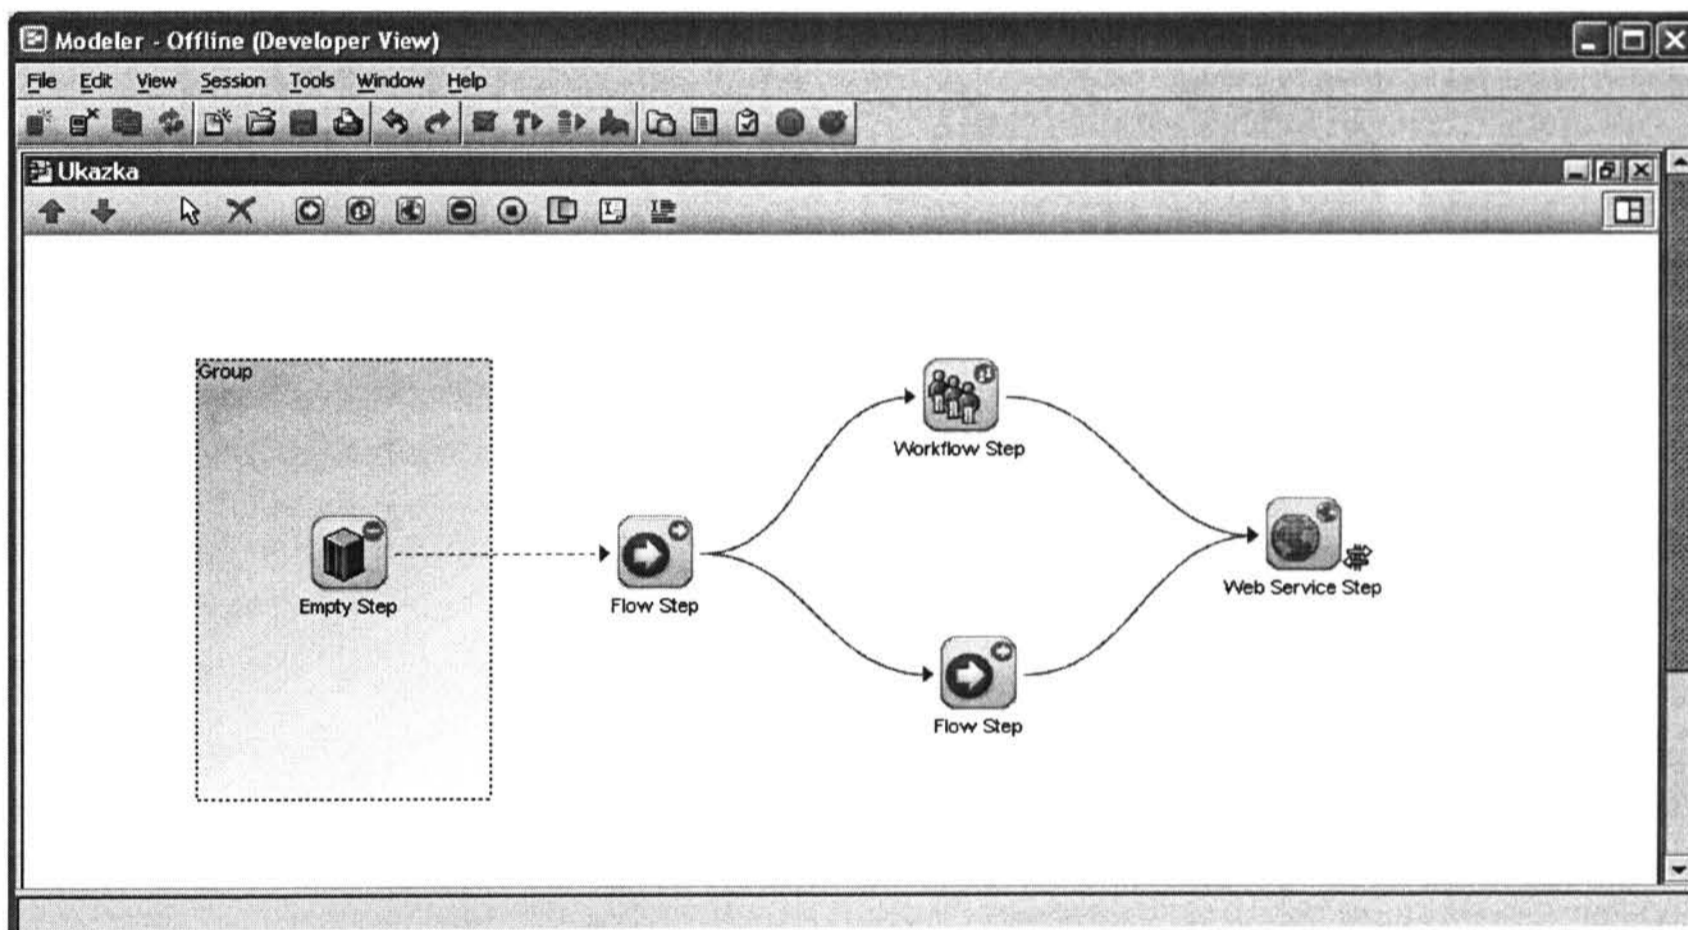 Modeler - Offline (Developer View)
File Edit View Session Tools Window Help
Ukazka
Group
Workflow Step
Empty Step
Flow Step
Web Service Step
Flow Step